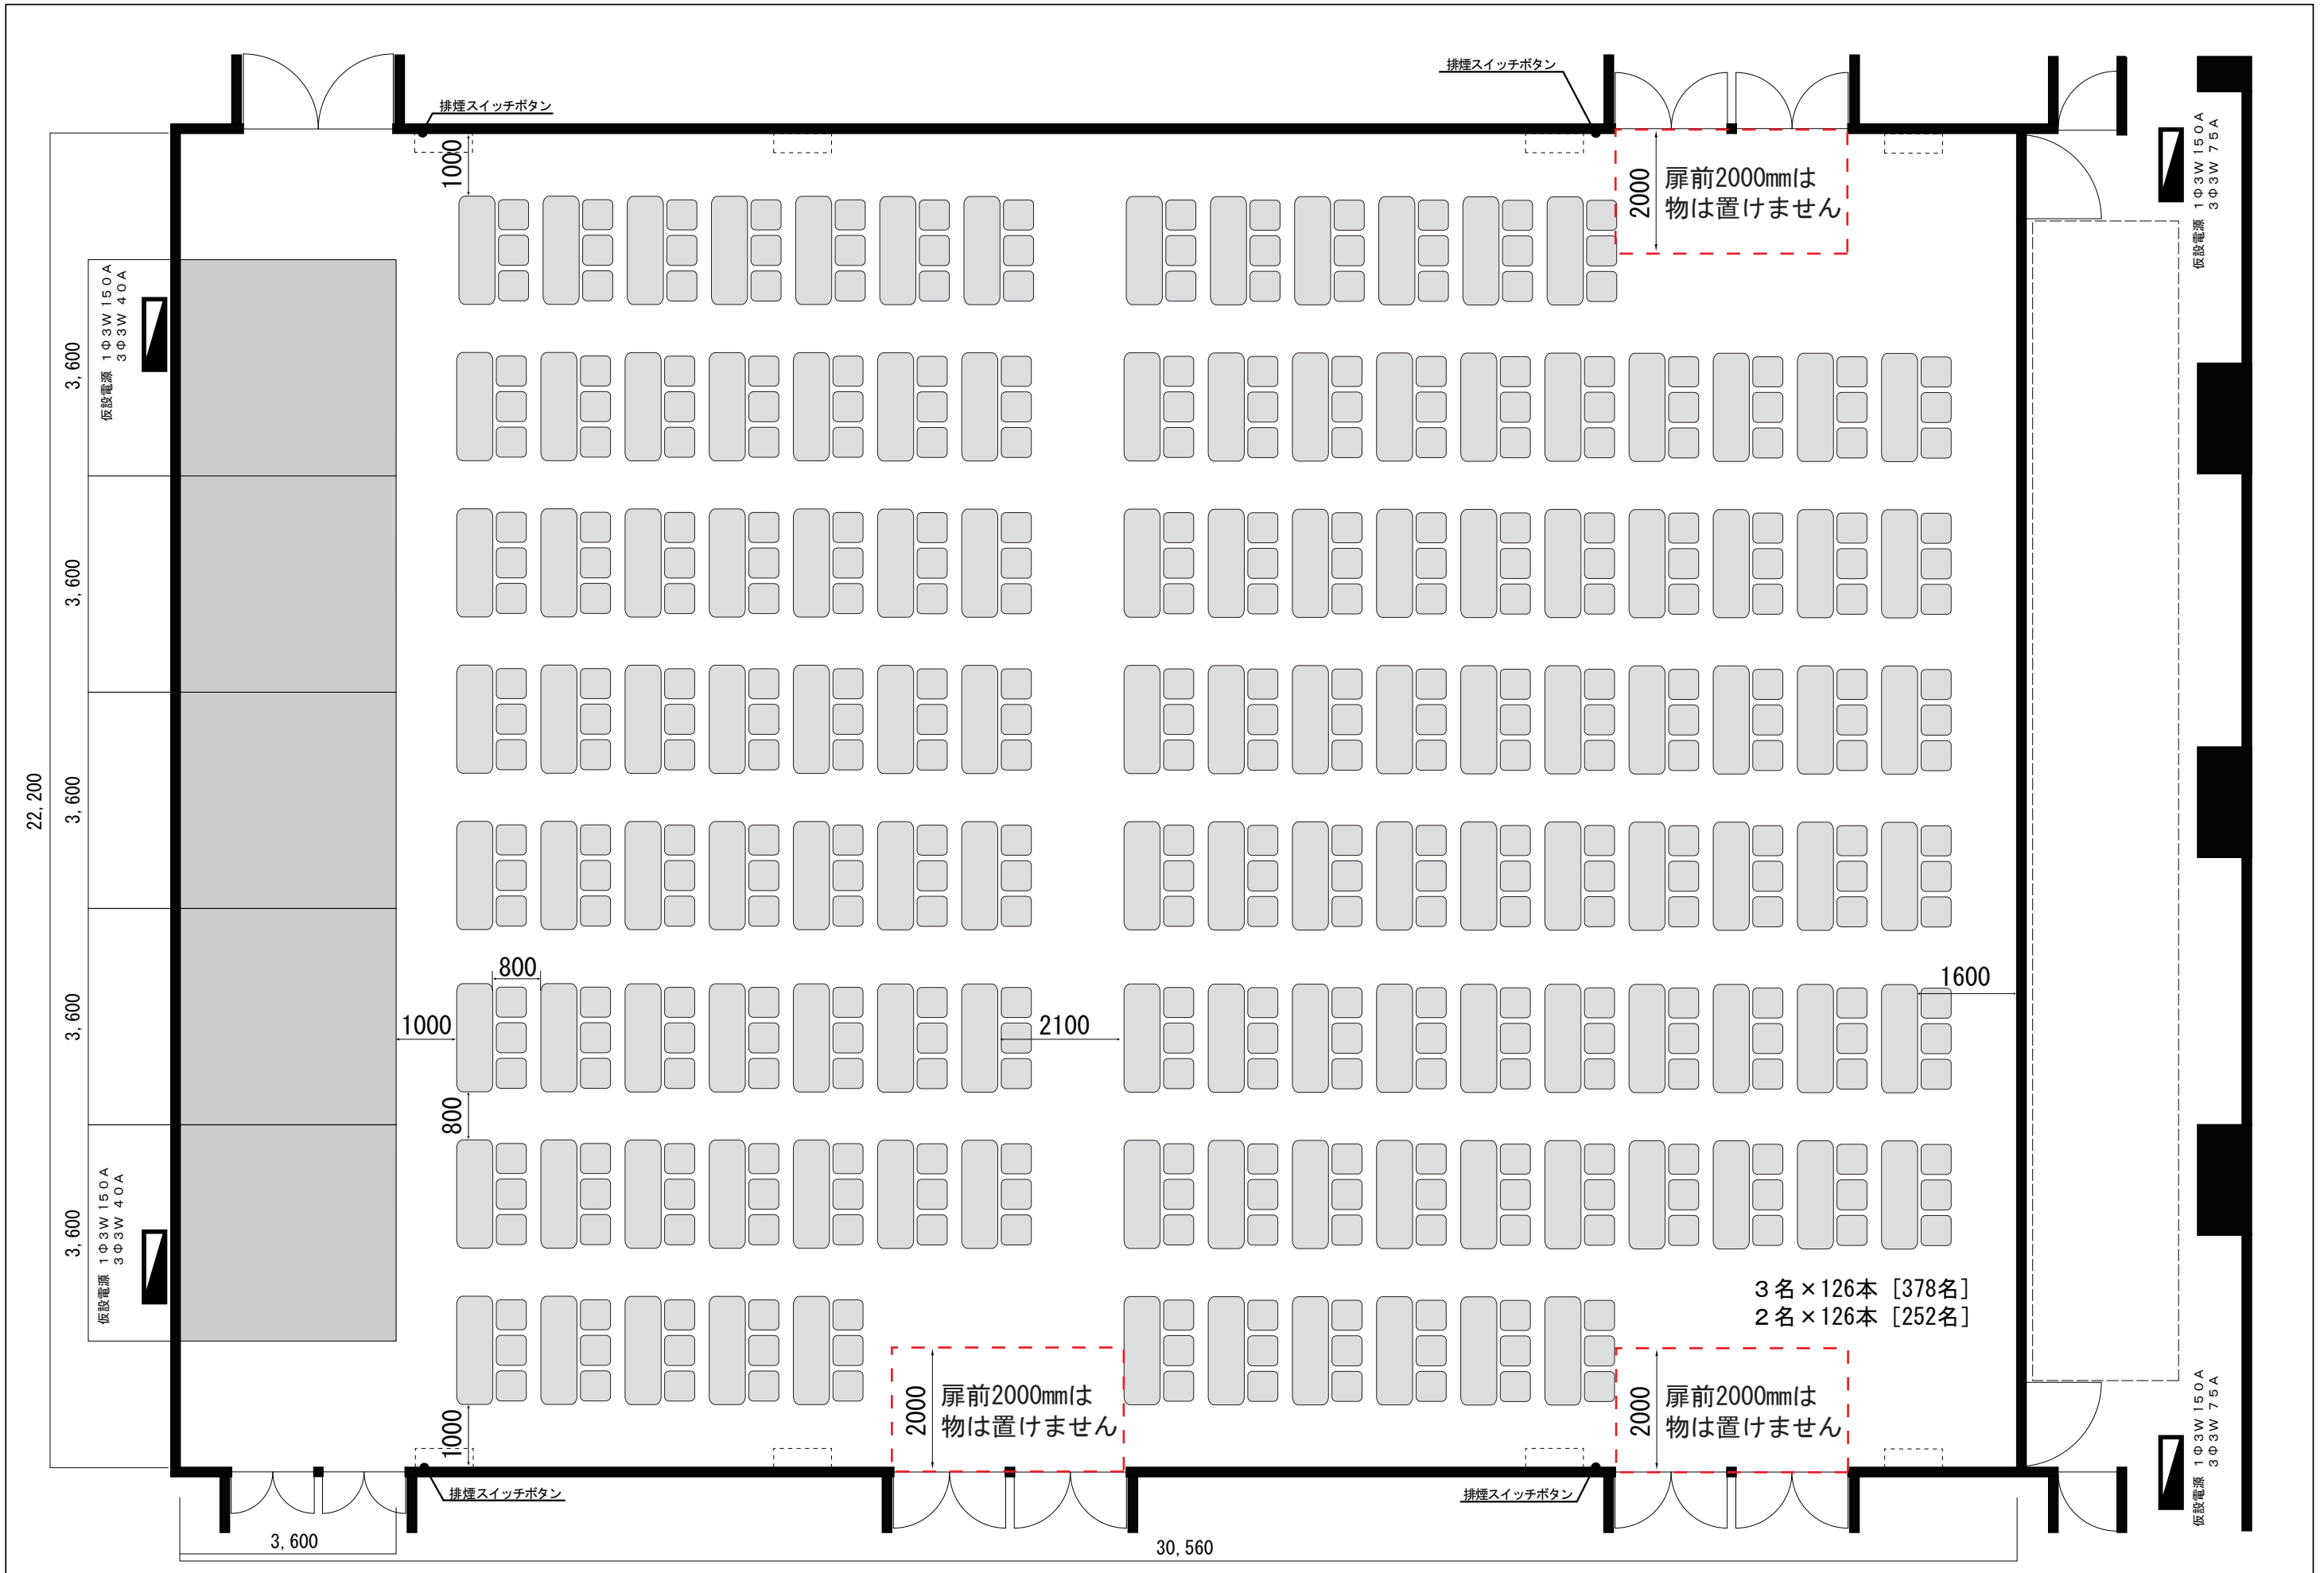 排煙スイッチボタン
排煙スイッチボタン
1000
2000
扉前2000mmは
物は置けません
仮設電源 1Φ3W 150A
3Φ3W 75A
仮設電源 1Φ3W 150A
3Φ3W 40A
3,600
3,600
3,600
3,600
3,600
22,200
800
1000
2100
1600
800
仮設電源 1Φ3W 150A
3Φ3W 40A
3名×126本 [378名]
2名×126本 [252名]
1000
2000
扉前2000mmは
物は置けません
2000
扉前2000mmは
物は置けません
仮設電源 1Φ3W 150A
3Φ3W 75A
排煙スイッチボタン
排煙スイッチボタン
3,600
30,560